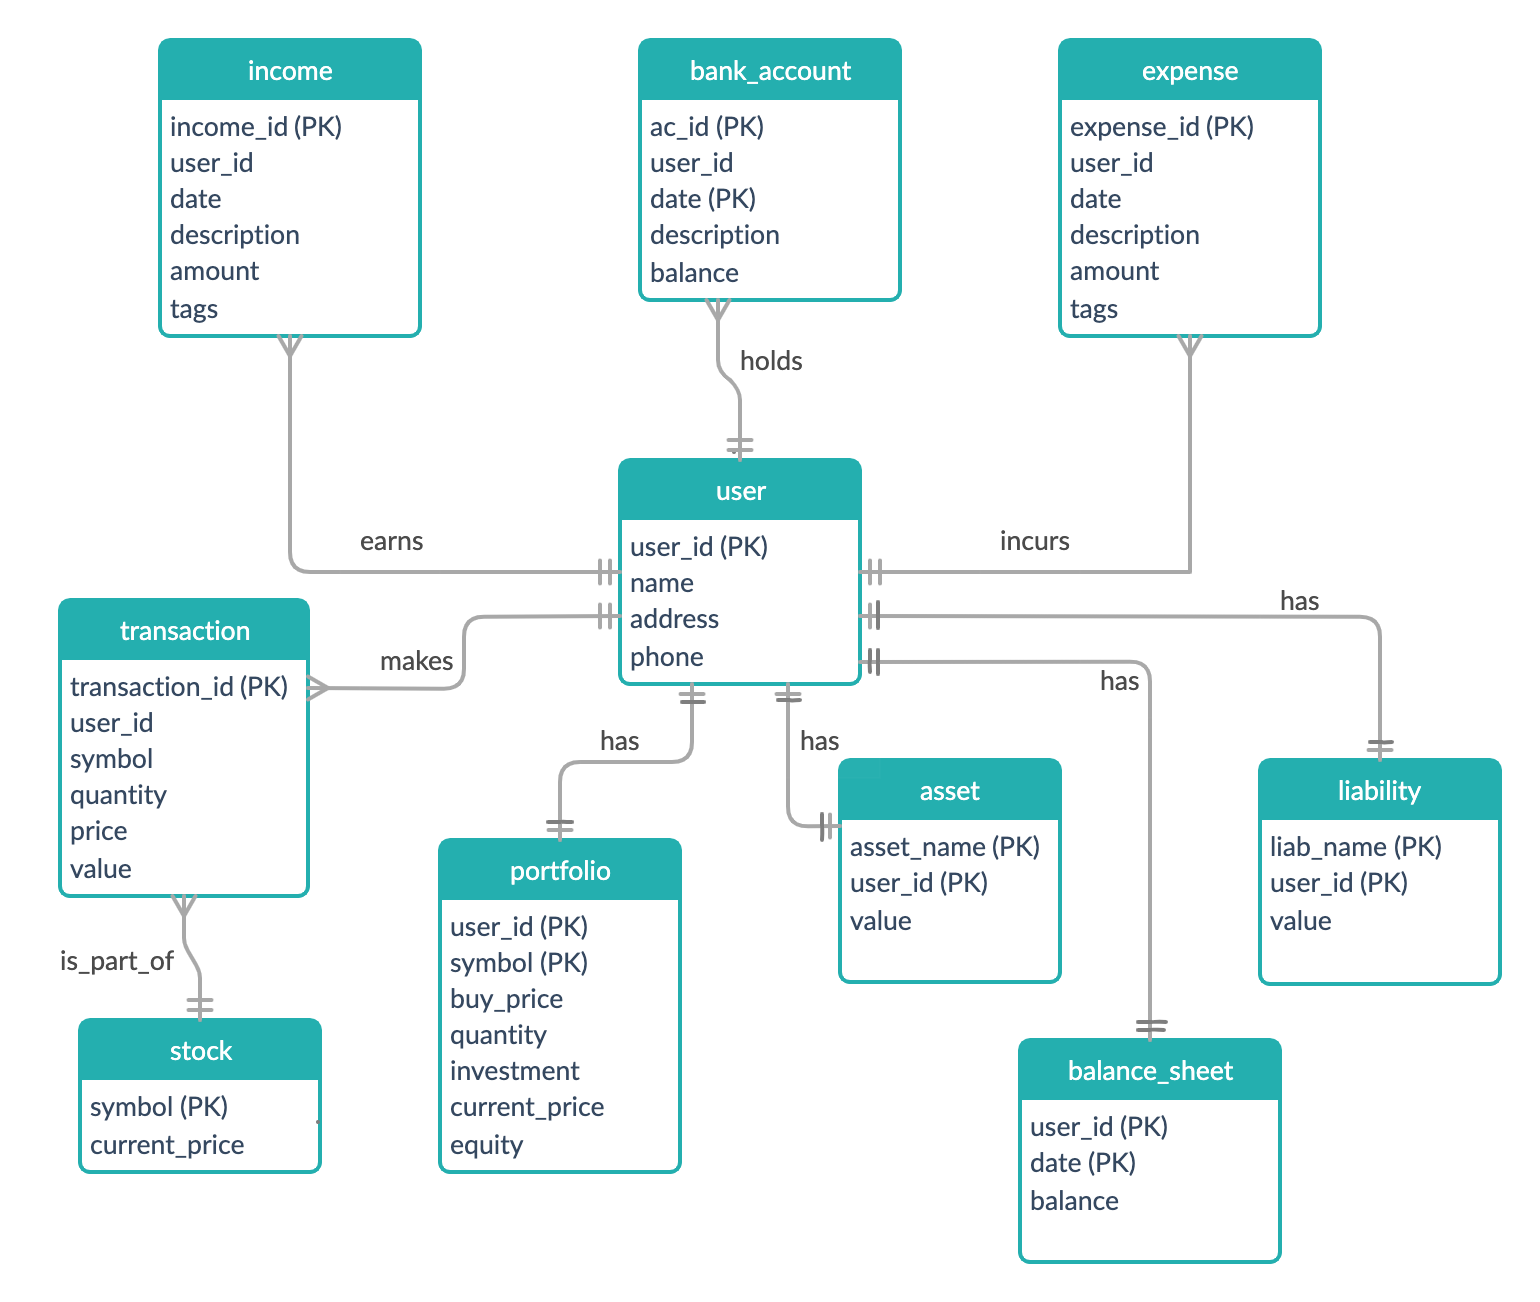 income
income_id (PK)
user_id
date
description
amount
tags
bank_account
ac_id (PK)
user_id
date (PK)
description
balance
expense
expense_id (PK)
user_id
date
description
amount
tags
holds
earns
incurs
user
user_id (PK)
name
address
phone
makes
has
has
has
has
transaction
transaction_id (PK)
user_id
symbol
quantity
price
value
is_part_of
stock
symbol (PK)
current_price
portfolio
user_id (PK)
symbol (PK)
buy_price
quantity
investment
current_price
equity
asset
asset_name (PK)
user_id (PK)
value
liability
liab_name (PK)
user_id (PK)
value
balance_sheet
user_id (PK)
date (PK)
balance